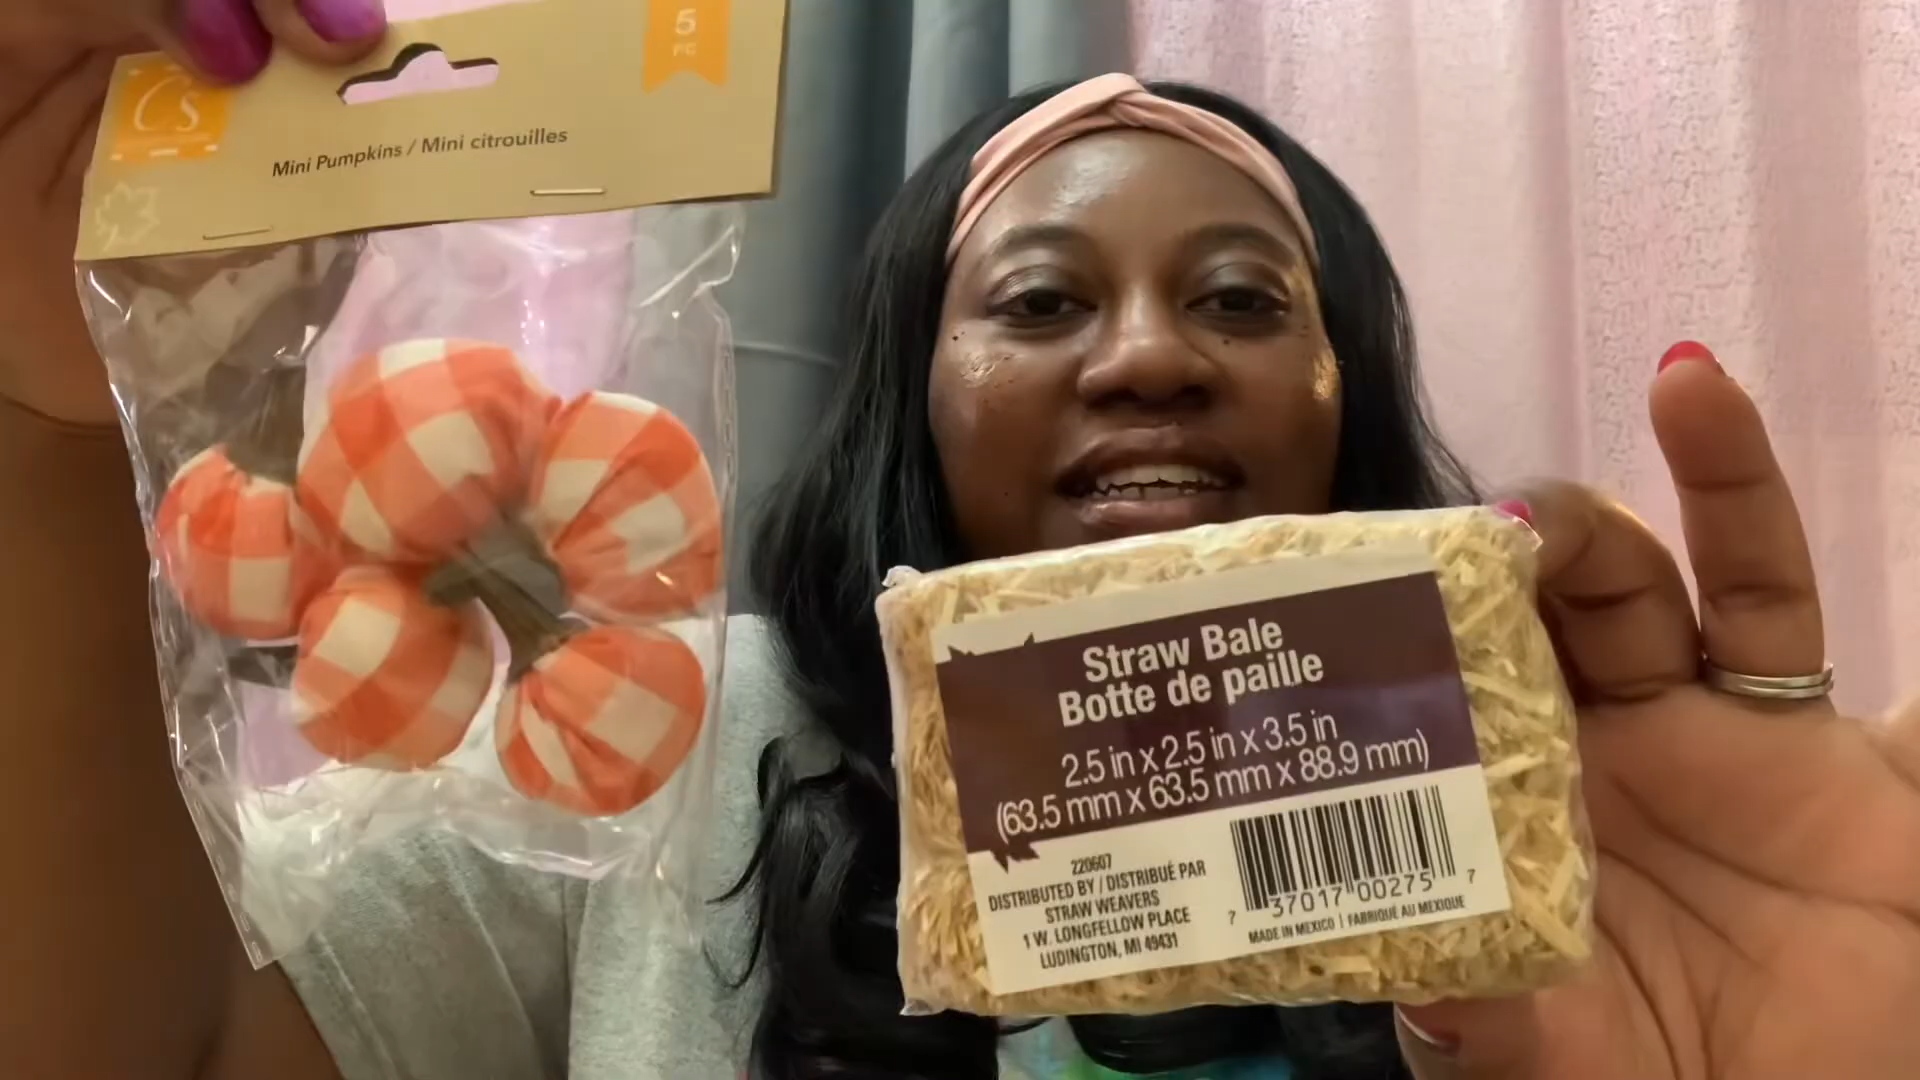 5
PC
Cs
Mini Pumpkins / Mini citrouilles
Straw Bale
Botte de paille
2.5 in x 2.5 in x 3.5 in
(63.5 mm x 63.5 mm x 88.9 mm)
220607
DISTRIBUTED BY / DISTRIBUÉ PAR
STRAW WEAVERS
1 W. LONGFELLOW PLACE
LUDINGTON, MI 49431
7 37017 00275 7
MADE IN MEXICO | FABRIQUÉ AU MEXIQUE